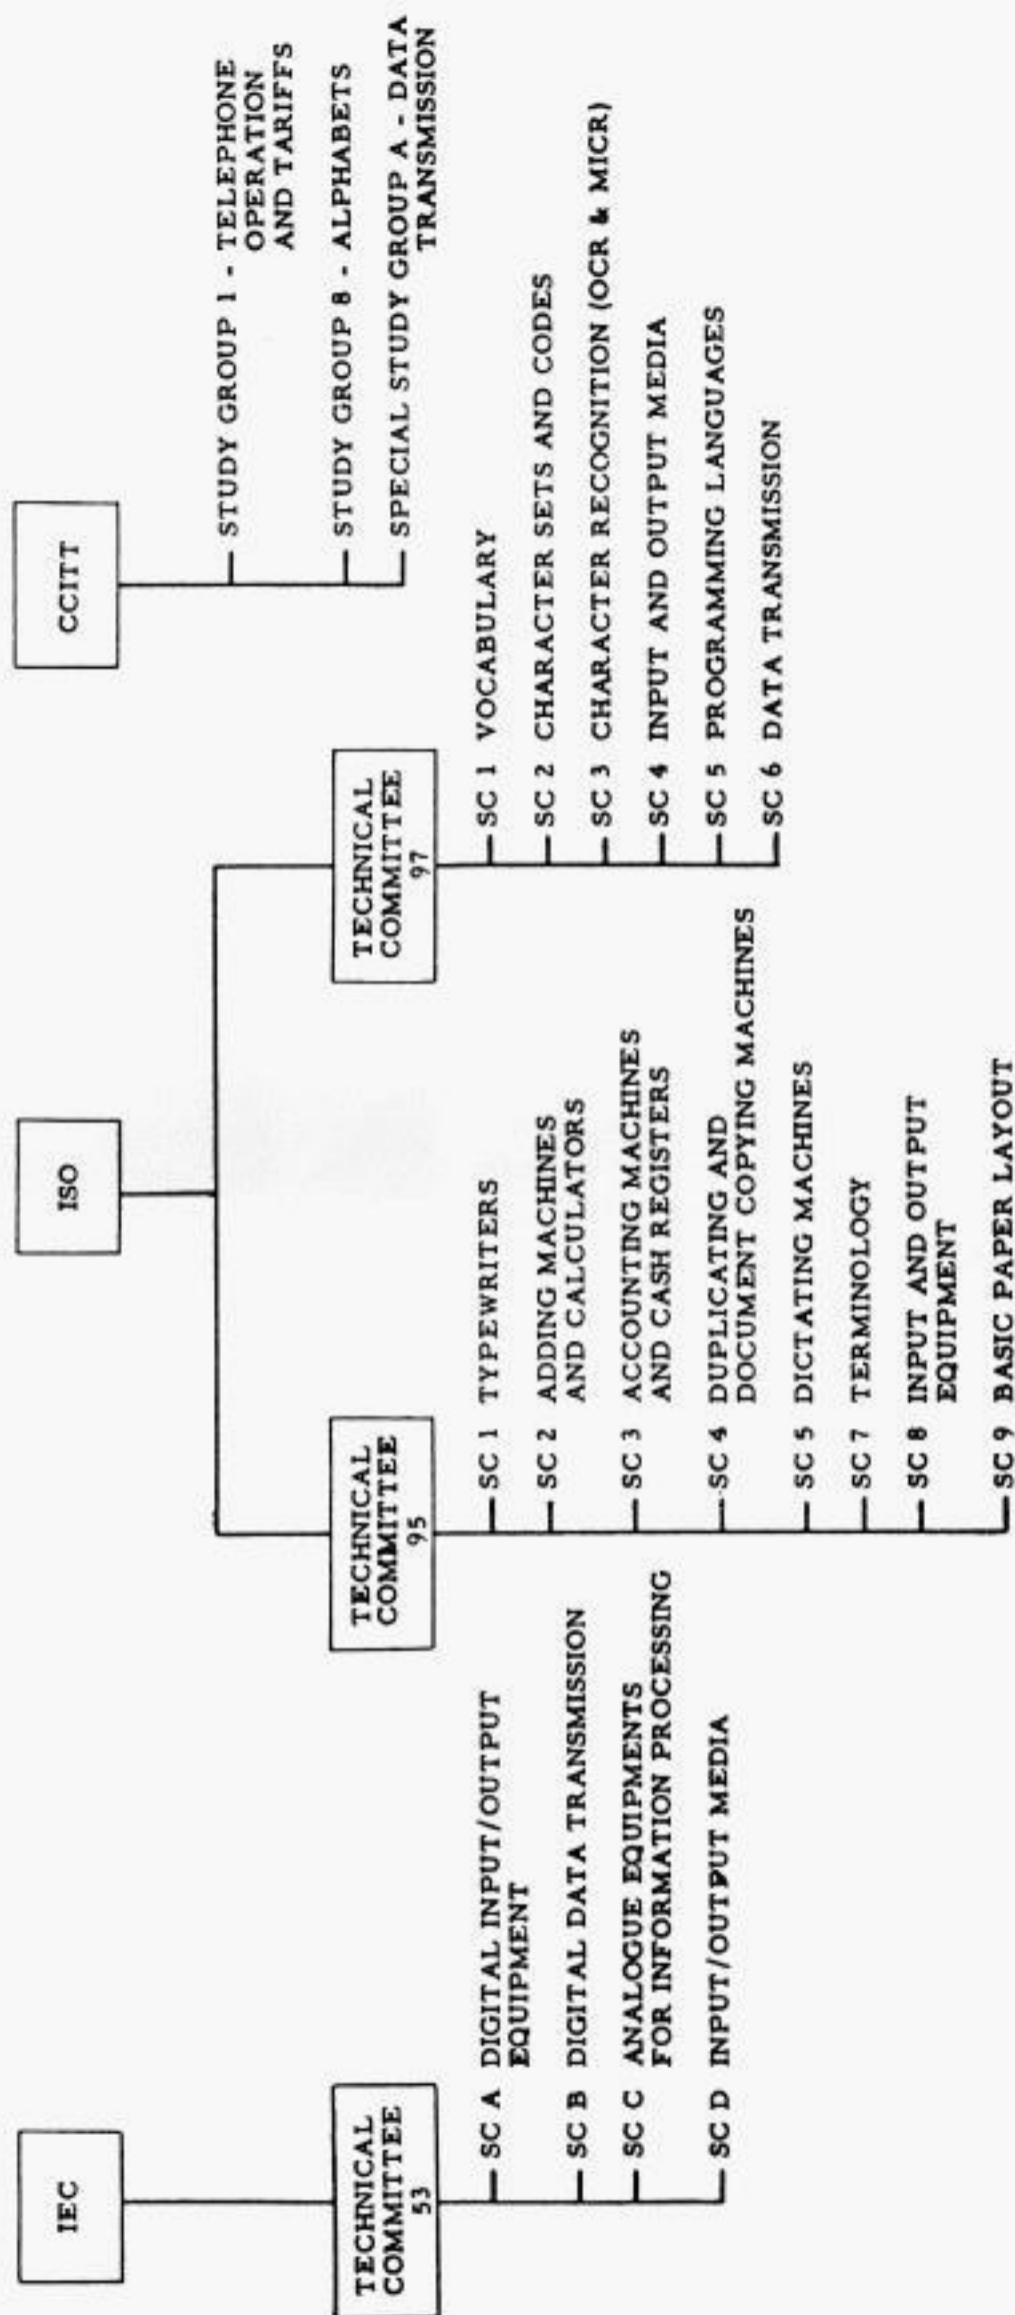 IEC
TECHNICAL
COMMITTEE
53
SC A DIGITAL INPUT/OUTPUT
EQUIPMENT
SC B DIGITAL DATA TRANSMISSION
SC C ANALOGUE EQUIPMENTS
FOR INFORMATION PROCESSING
SC D INPUT/OUTPUT MEDIA
ISO
TECHNICAL
COMMITTEE
95
SC 1 TYPEWRITERS
SC 2 ADDING MACHINES
AND CALCULATORS
SC 3 ACCOUNTING MACHINES
AND CASH REGISTERS
SC 4 DUPLICATING AND
DOCUMENT COPYING MACHINES
SC 5 DICTATING MACHINES
SC 7 TERMINOLOGY
SC 8 INPUT AND OUTPUT
EQUIPMENT
SC 9 BASIC PAPER LAYOUT
TECHNICAL
COMMITTEE
97
SC 1 VOCABULARY
SC 2 CHARACTER SETS AND CODES
SC 3 CHARACTER RECOGNITION (OCR & MICR)
SC 4 INPUT AND OUTPUT MEDIA
SC 5 PROGRAMMING LANGUAGES
SC 6 DATA TRANSMISSION
CCITT
STUDY GROUP 1 - TELEPHONE
OPERATION
AND TARIFFS
STUDY GROUP 8 - ALPHABETS
SPECIAL STUDY GROUP A - DATA
TRANSMISSION